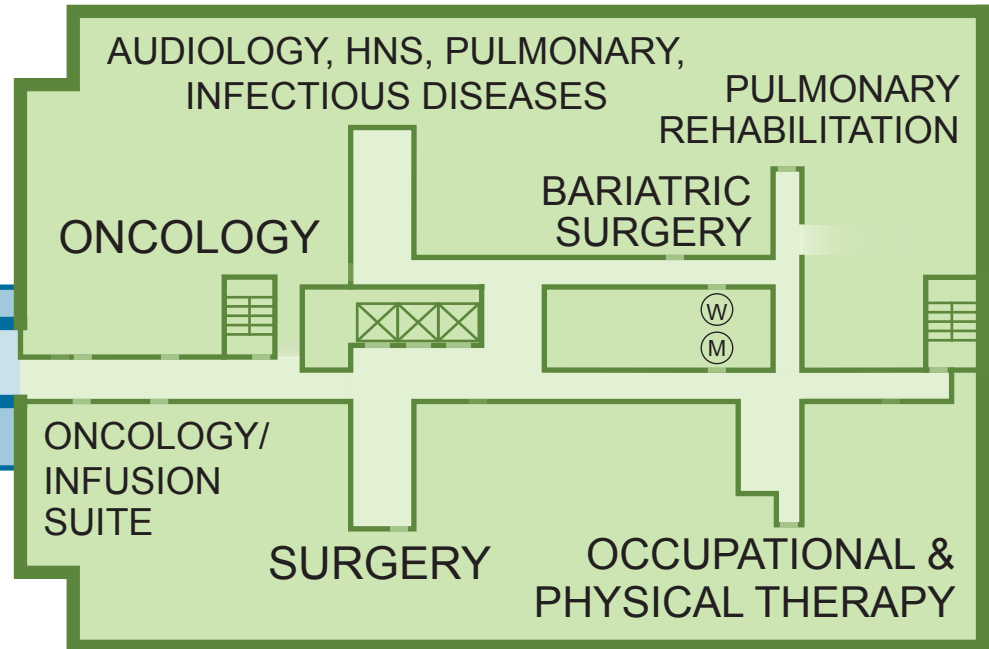 AUDIOLOGY, HNS, PULMONARY,
INFECTIOUS DISEASES
PULMONARY
REHABILITATION
BARIATRIC
SURGERY
ONCOLOGY
W
M
ONCOLOGY/
INFUSION
SUITE
SURGERY
OCCUPATIONAL &
PHYSICAL THERAPY